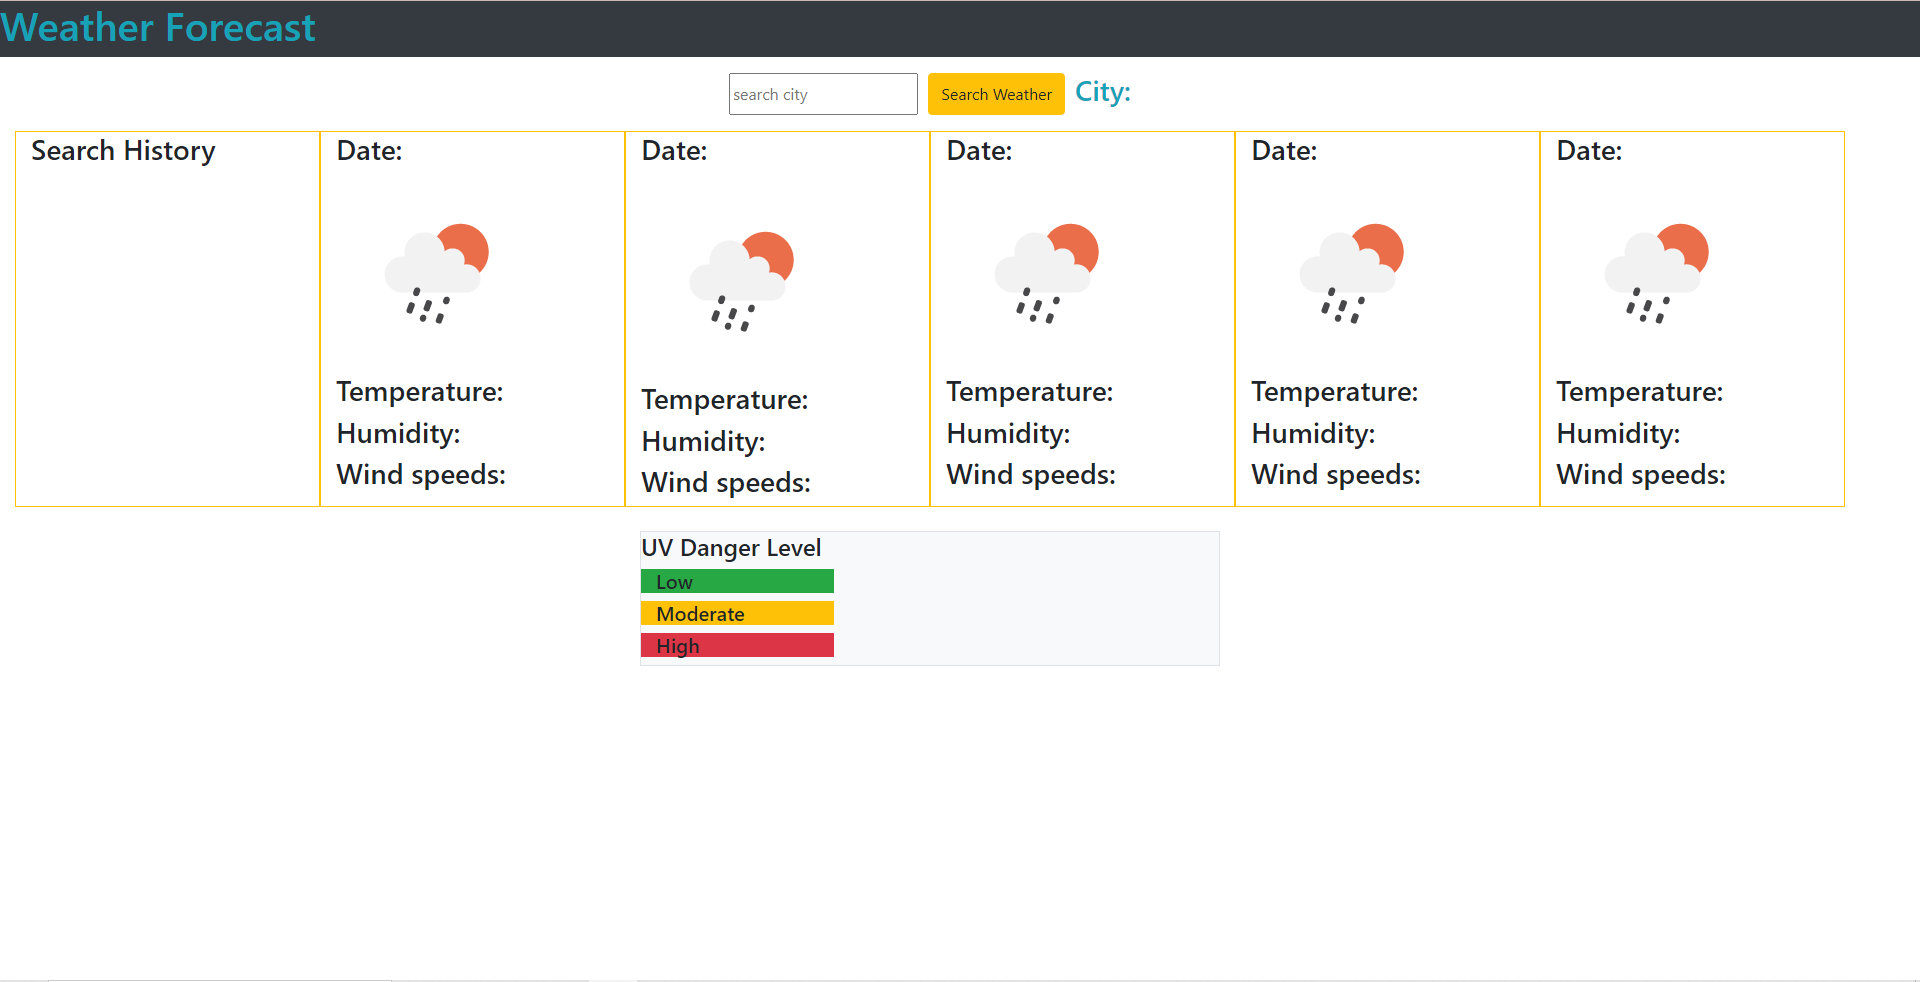 Weather Forecast
search city Search Weather City:
Search History
Date:
Temperature:
Humidity:
Wind speeds:
Date:
Temperature:
Humidity:
Wind speeds:
Date:
Temperature:
Humidity:
Wind speeds:
Date:
Temperature:
Humidity:
Wind speeds:
Date:
Temperature:
Humidity:
Wind speeds:
UV Danger Level
Low
Moderate
High